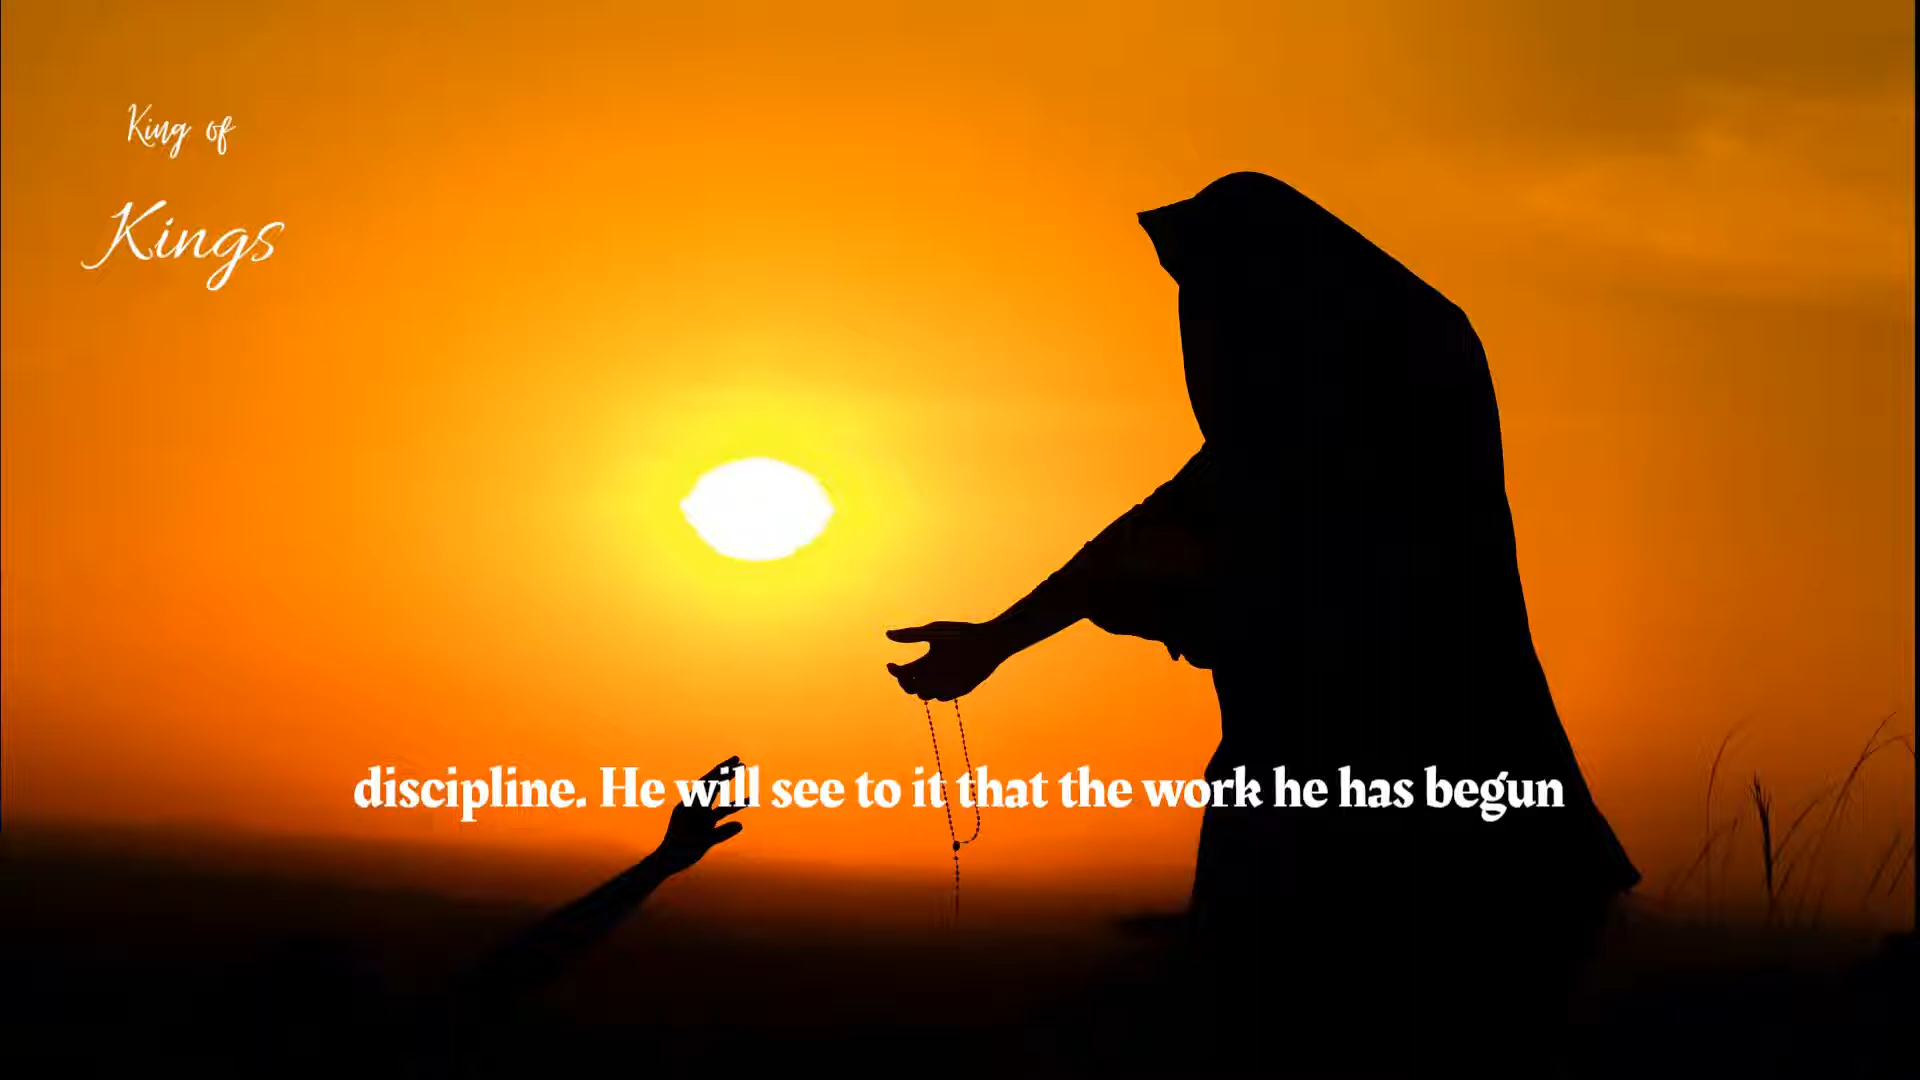 King of
Kings
discipline. He will see to it that the work he has begun